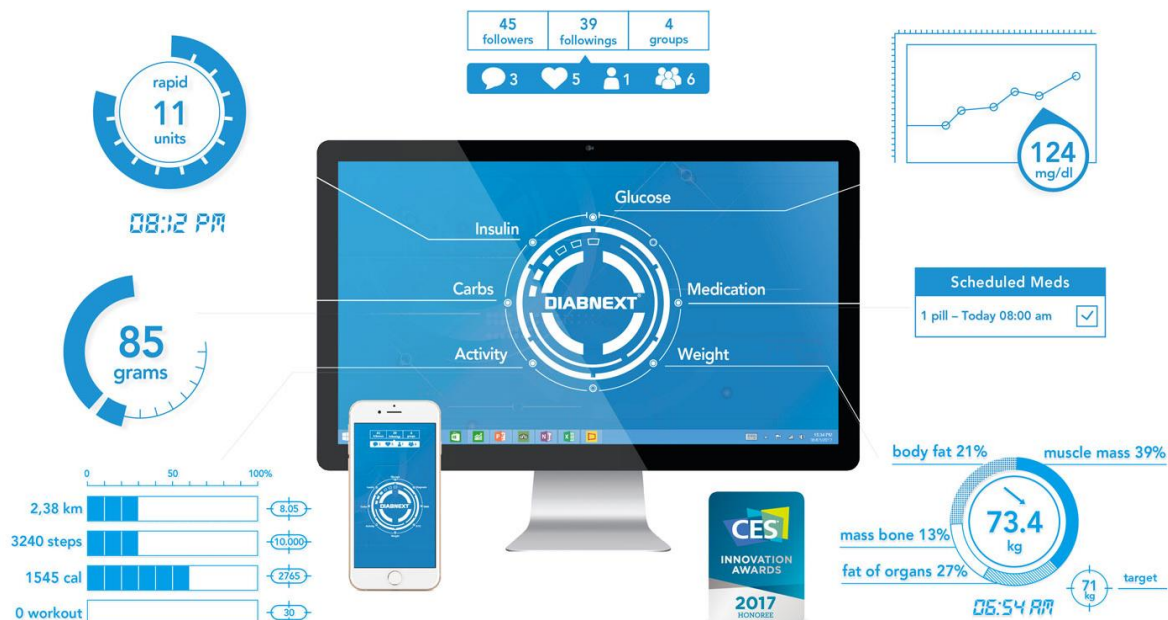 45 39 4
followers followings groups
3 5 1 6
rapid
11
units
08:12 PM
124
mg/dl
Glucose
Insulin
Carbs
DIABNEXT
Medication
Activity
Weight
85
grams
Scheduled Meds
1 pill – Today 08:00 am
0 50 100%
2,38 km 8.05
3240 steps 10.000
1545 cal 2765
0 workout 30
DIABNEXT
CES
INNOVATION
AWARDS
2017
HONOREE
body fat 21% muscle mass 39%
73.4
kg
mass bone 13%
fat of organs 27%
71
kg
target
06:54 AM